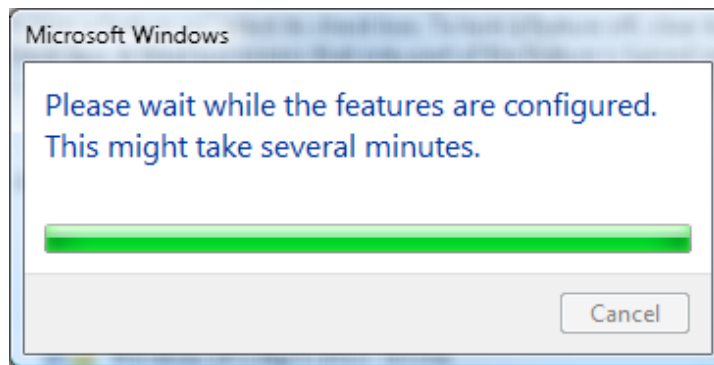 Microsoft Windows
Please wait while the features are configured.
This might take several minutes.
Cancel